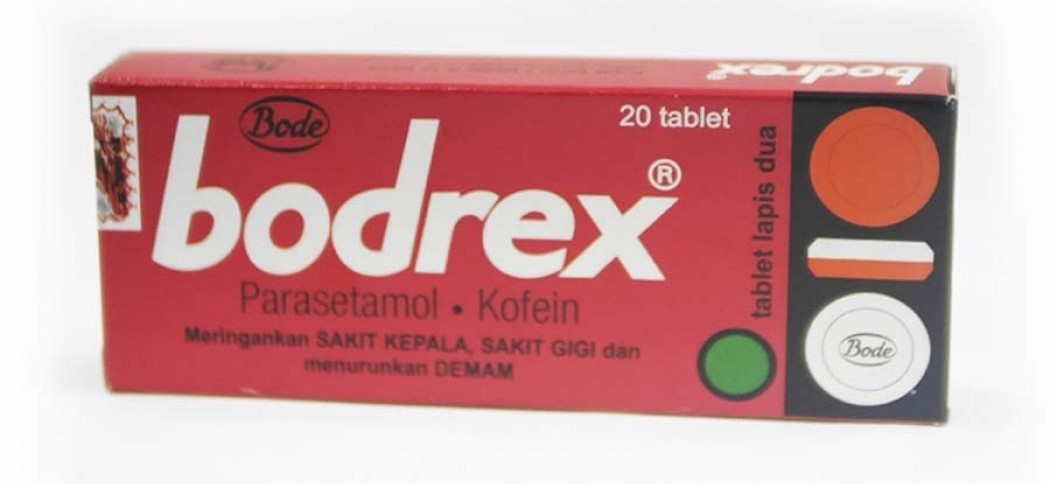 bodrex
Bode
20 tablet
bodrex®
Parasetamol • Kofein
Meringankan SAKIT KEPALA, SAKIT GIGI dan
menurunkan DEMAM
tablet lapis dua
Bode